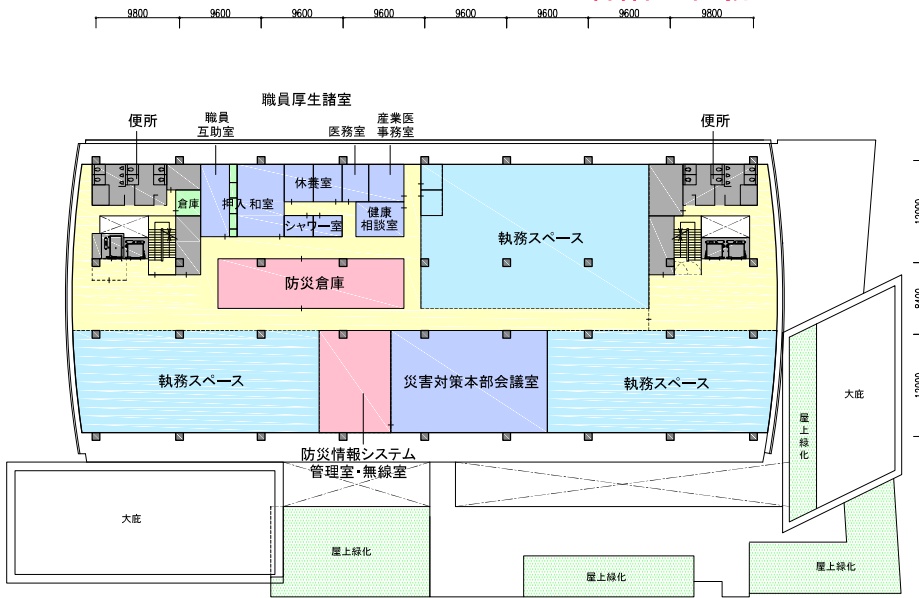 9800
9600
9600
9600
9600
9600
9600
9800
職員厚生諸室
便所
職員
互助室
医務室
産業医
事務室
便所
休養室
倉庫
押入
和室
シャワー室
健康
相談室
執務スペース
防災倉庫
8400
執務スペース
災害対策本部会議室
執務スペース
12000
大庇
屋上緑化
防災情報システム
管理室・無線室
大庇
屋上緑化
屋上緑化
屋上緑化